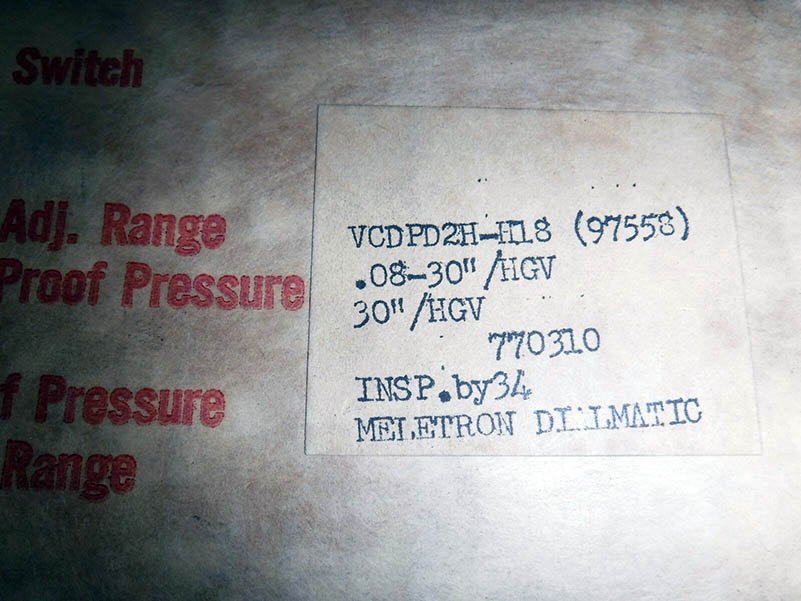 Switch
VCDPD2H-H18 (97558)
Adj. Range
.08-30"/HGV
Proof Pressure
30"/HGV
770310
f Pressure
INSP.by34
MELETRON
Range